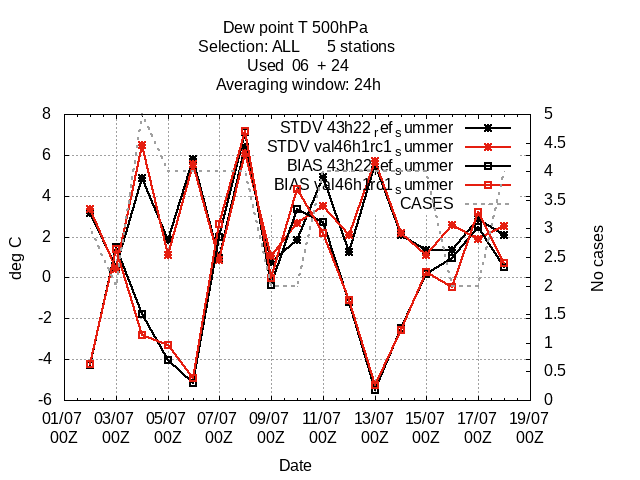 Dew point T 500hPa
Selection: ALL 5 stations
Used 06 + 24
Averaging window: 24h
STDV 43h22_ref_summer
STDV val46h1rc1_summer
BIAS 43h22_ref_summer
BIAS val46h1rc1_summer
CASES
deg C
8
6
4
2
0
-2
-4
-6
No cases
5
4.5
4
3.5
3
2.5
2
1.5
1
0.5
0
01/07 03/07 05/07 07/07 09/07 11/07 13/07 15/07 17/07 19/07
00Z 00Z 00Z 00Z 00Z 00Z 00Z 00Z 00Z 00Z
Date